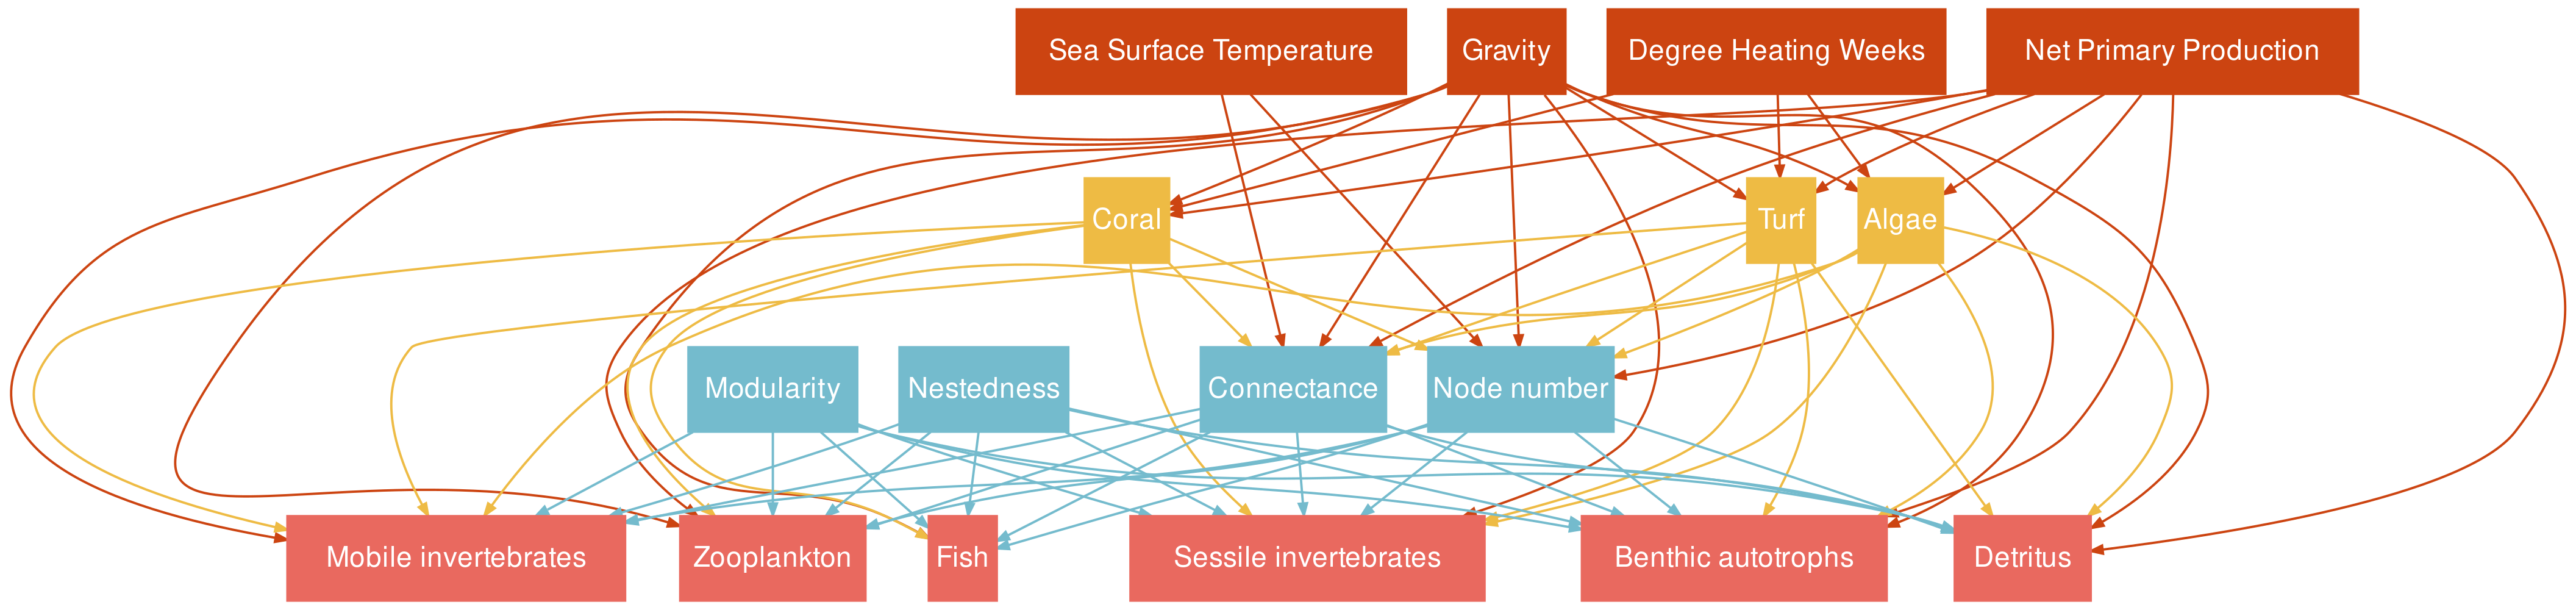 Sea Surface Temperature
Gravity
Degree Heating Weeks
Net Primary Production
Coral
Turf
Algae
Modularity
Nestedness
Connectance
Node number
Mobile invertebrates
Zooplankton
Fish
Sessile invertebrates
Benthic autotrophs
Detritus